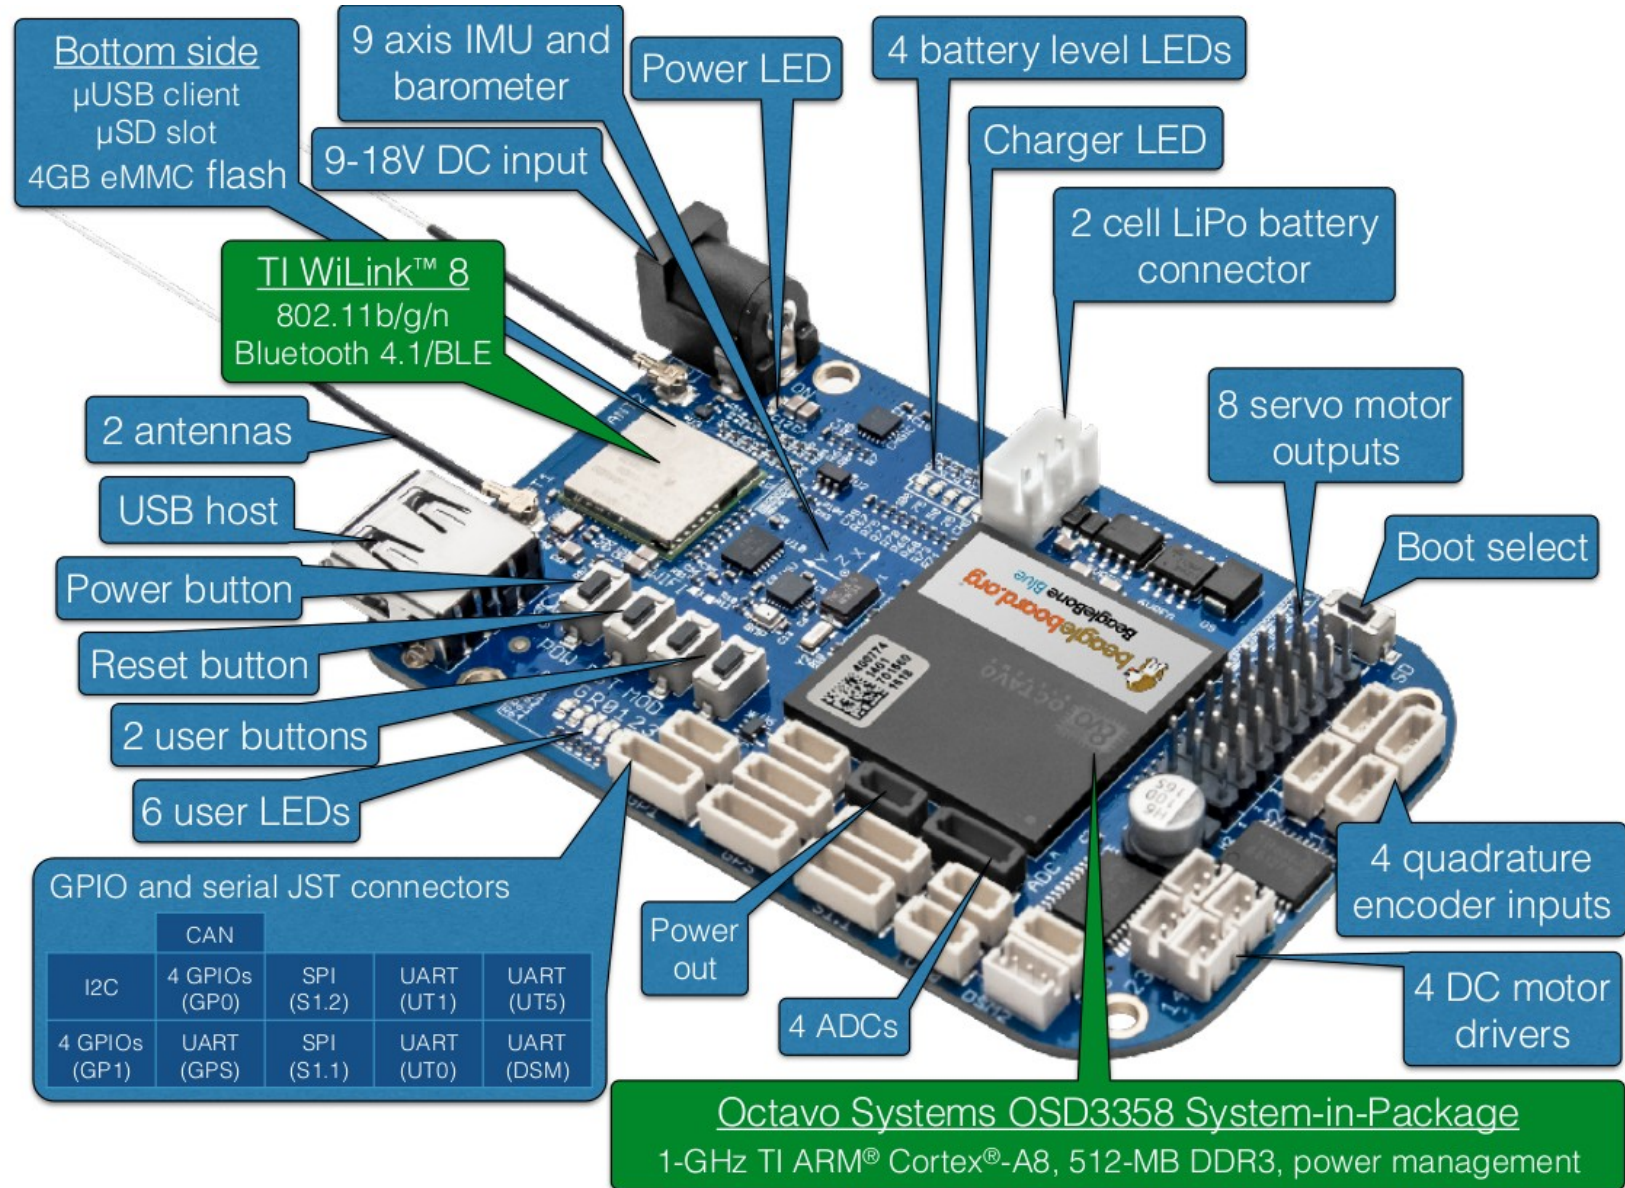 Bottom side
µUSB client
µSD slot
4GB eMMC flash
9 axis IMU and
barometer
Power LED
4 battery level LEDs
9-18V DC input
Charger LED
2 cell LiPo battery
connector
TI WiLink™ 8
802.11b/g/n
Bluetooth 4.1/BLE
8 servo motor
outputs
2 antennas
USB host
Boot select
Power button
Reset button
2 user buttons
6 user LEDs
beagleboard.org
BeagleBone Blue
OCTAVO
GPIO and serial JST connectors
CAN
I2C
4 GPIOs
(GP0)
SPI
(S1.2)
UART
(UT1)
UART
(UT5)
4 GPIOs
(GP1)
UART
(GPS)
SPI
(S1.1)
UART
(UT0)
UART
(DSM)
Power
out
4 ADCs
4 quadrature
encoder inputs
4 DC motor
drivers
Octavo Systems OSD3358 System-in-Package
1-GHz TI ARM® Cortex®-A8, 512-MB DDR3, power management